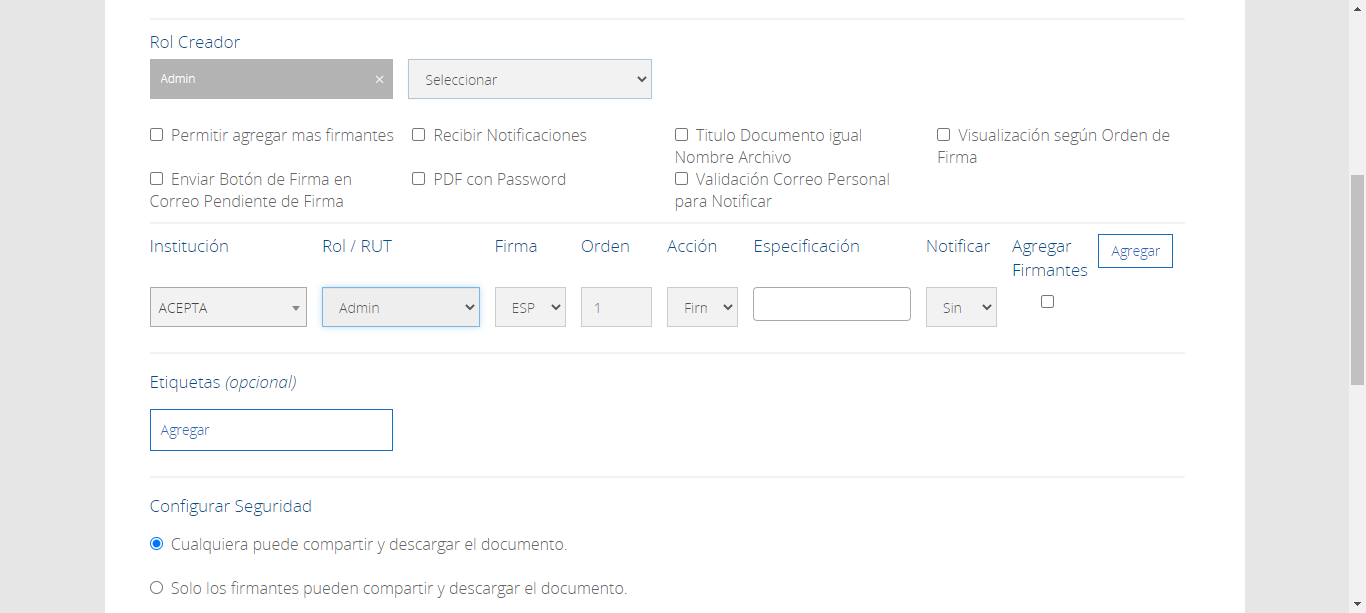 Rol Creador
Admin ×
Seleccionar
Permitir agregar mas firmantes
Recibir Notificaciones
Titulo Documento igual
Nombre Archivo
Visualización según Orden de
Firma
Enviar Botón de Firma en
Correo Pendiente de Firma
PDF con Password
Validación Correo Personal
para Notificar
Institución Rol / RUT Firma Orden Acción Especificación Notificar Agregar
Firmantes
Agregar
ACEPTA Admin ESP 1 Firn Sin
Etiquetas (opcional)
Agregar
Configurar Seguridad
Cualquiera puede compartir y descargar el documento.
Solo los firmantes pueden compartir y descargar el documento.